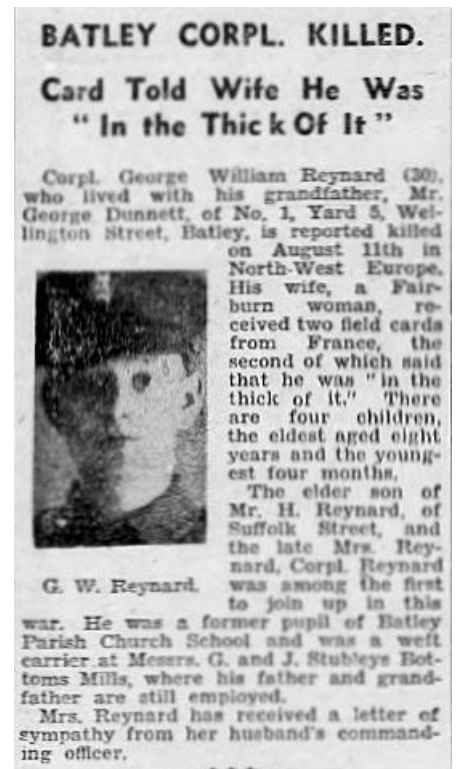 BATLEY CORPL. KILLED.
Card Told Wife He Was
"In the Thick Of It"
Corpl. George William Reynard (30),
who lived with his grandfather, Mr.
George Dunnett, of No. 1, Yard 5, Wel-
lington Street, Batley, is reported killed
on August 11th in
North-West Europe.
His wife, a Fair-
burn woman, re-
ceived two field cards
from France, the
second of which said
that he was "in the
thick of it." There
are four children,
the eldest aged eight
years and the young-
est four months.
The elder son of
Mr. H. Reynard, of
Suffolk Street, and
the late Mrs. Rey-
nard, Corpl. Reynard
was among the first
to join up in this
G. W. Reynard.
war. He was a former pupil of Batley
Parish Church School and was a weft
carrier at Messrs. G. and J. Stubleys Bot-
toms Mills, where his father and grand-
father are still employed.
Mrs. Reynard has received a letter of
sympathy from her husband's command-
ing officer.